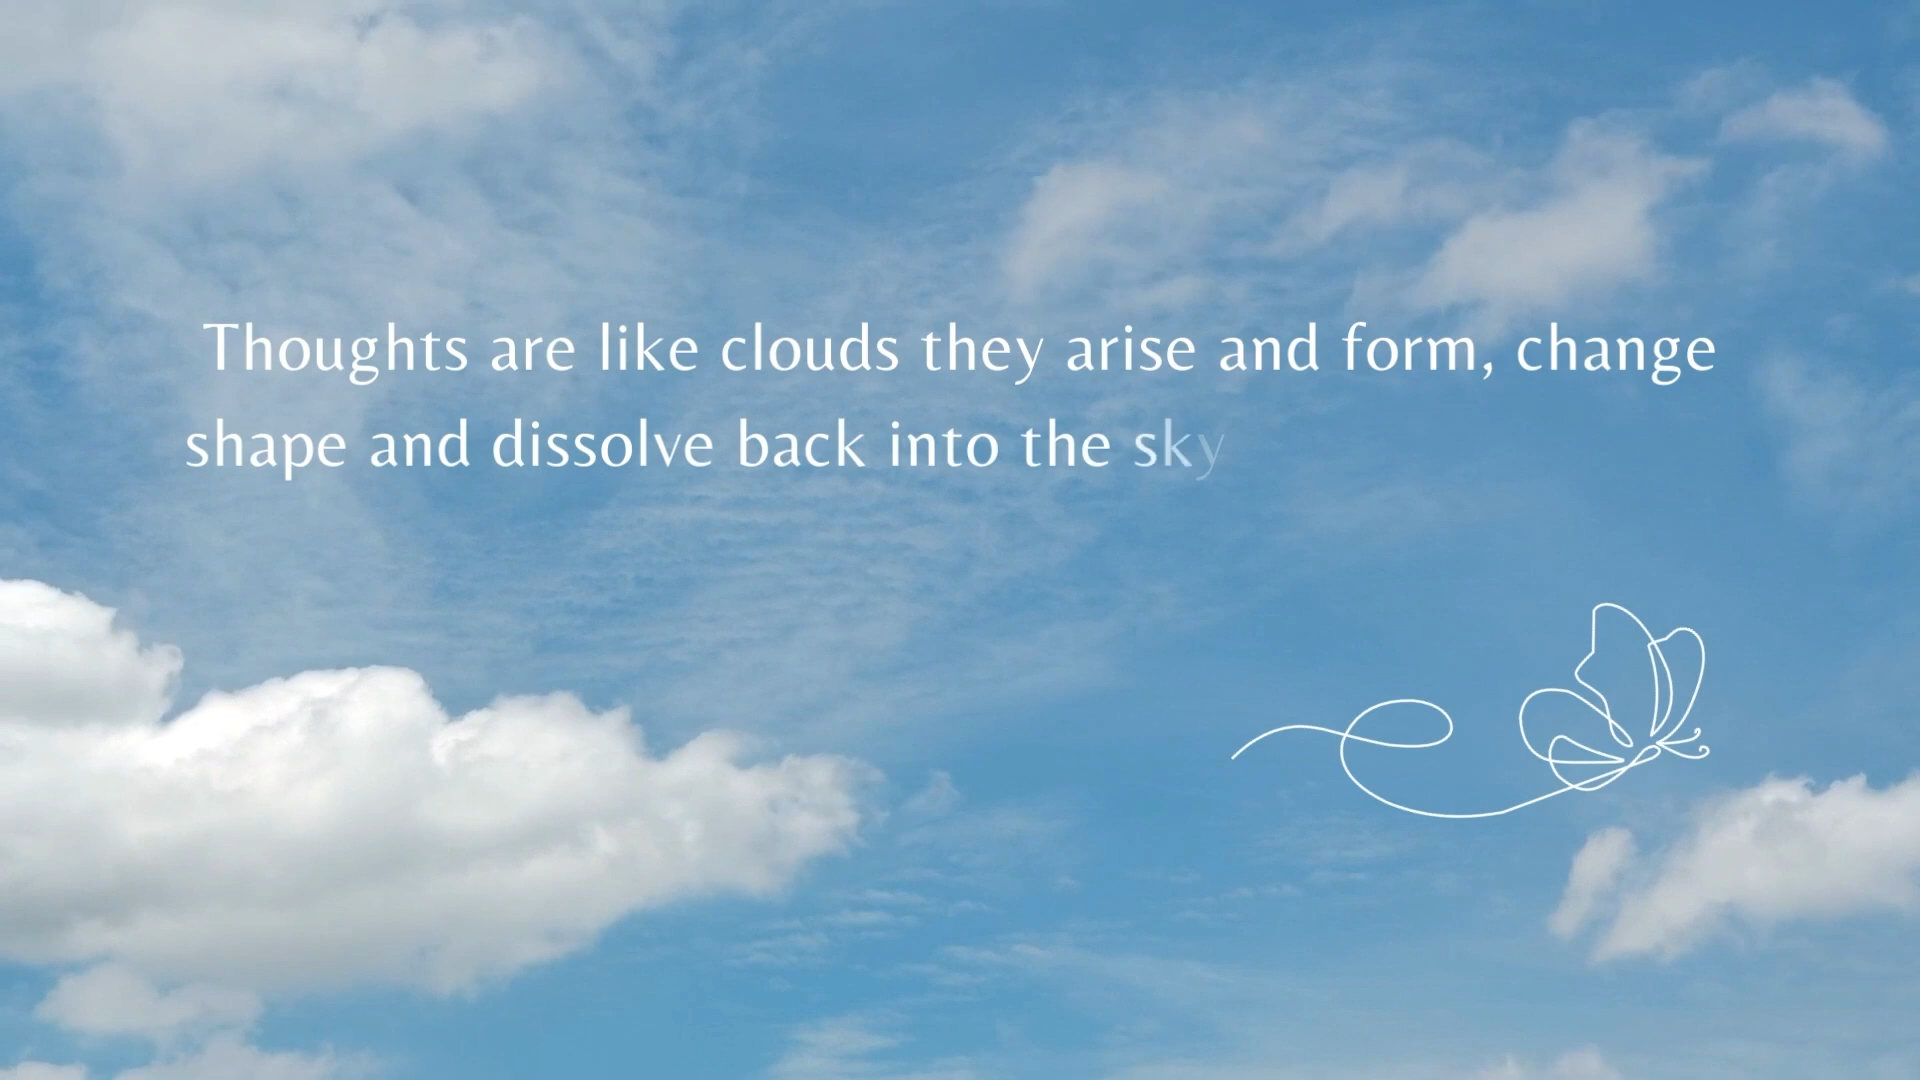 Thoughts are like clouds they arise and form, change
shape and dissolve back into the sky